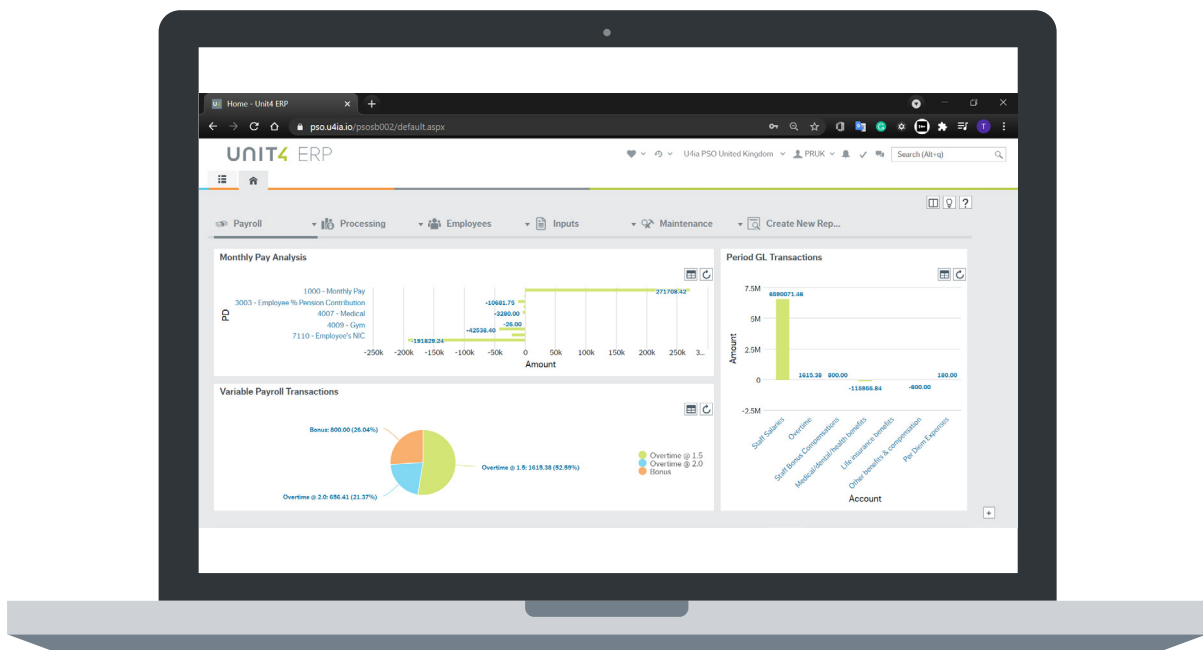 Home - Unit4 ERP
pso.u4ia.io/psosb002/default.aspx
T
UNIT4 ERP
U4ia PSO United Kingdom
PRUK
Search (Alt+q)
?
Payroll
Processing
Employees
Inputs
Maintenance
Create New Rep...
Monthly Pay Analysis
PD
1000 - Monthly Pay
3003 - Employee % Pension Contribution
4007 - Medical
4009 - Gym
7110 - Employee's NIC
271708.42
-10681.75
-3280.00
-26.00
-42538.40
-191829.24
-250k -200k -150k -100k -50k 0 50k 100k 150k 200k 250k 3...
Amount
Variable Payroll Transactions
Bonus: 800.00 (26.04%)
Overtime @ 1.5: 1615.38 (52.59%)
Overtime @ 2.0: 656.41 (21.37%)
Overtime @ 1.5
Overtime @ 2.0
Bonus
Period GL Transactions
Amount
7.5M
5M
2.5M
0
-2.5M
6590071.46
1615.38 800.00
-115956.84
-600.00
180.00
Staff Salaries
Overtime
Staff Bonus Compensations
Medical/dental/health benefits
Life insurance benefits
Other benefits & compensation
Per Diem Expenses
Account